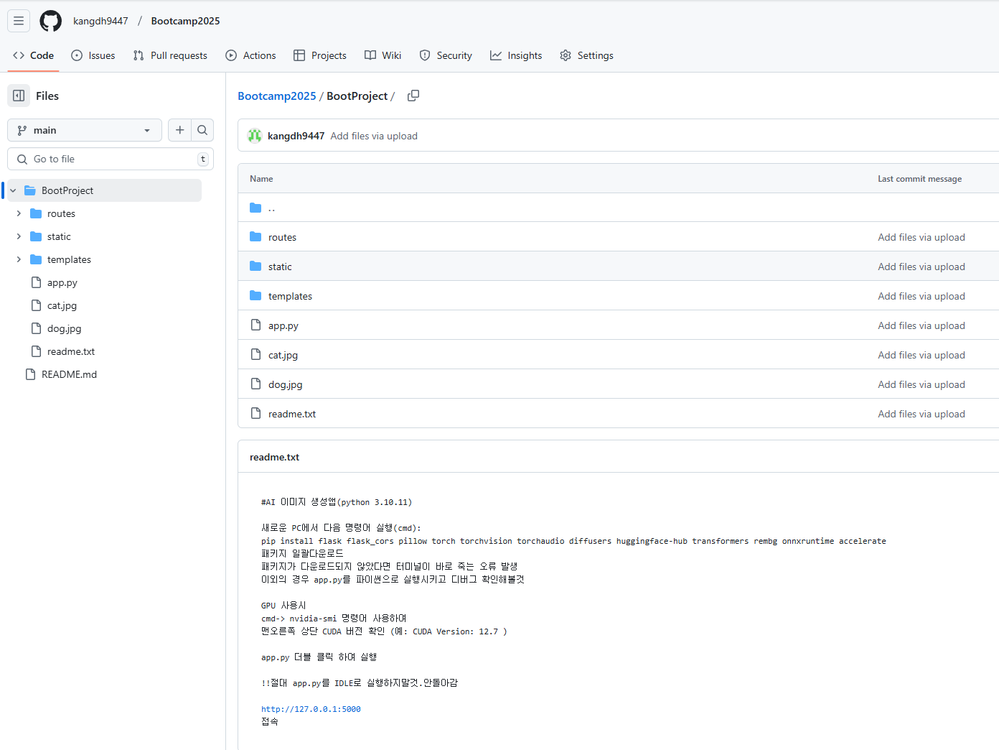 kangdh9447 / Bootcamp2025
Code Issues Pull requests Actions Projects Wiki Security Insights Settings
Files
main
Go to file t
BootProject
routes
static
templates
app.py
cat.jpg
dog.jpg
readme.txt
README.md
Bootcamp2025 / BootProject /
kangdh9447 Add files via upload
Name Last commit message
..
routes Add files via upload
static Add files via upload
templates Add files via upload
app.py Add files via upload
cat.jpg Add files via upload
dog.jpg Add files via upload
readme.txt Add files via upload
readme.txt
#AI 이미지 생성앱(python 3.10.11)
새로운 PC에서 다음 명령어 실행(cmd):
pip install flask flask_cors pillow torch torchvision torchaudio diffusers huggingface-hub transformers rembg onnxruntime accelerate
패키지 일괄다운로드
패키지가 다운로드되지 않았다면 터미널이 바로 죽는 오류 발생
이외의 경우 app.py를 파이썬으로 실행시키고 디버그 확인해볼것
GPU 사용시
cmd-> nvidia-smi 명령어 사용하여
맨오른쪽 상단 CUDA 버전 확인 (예: CUDA Version: 12.7 )
app.py 더블 클릭 하여 실행
!!절대 app.py를 IDLE로 실행하지말것.안돌아감
http://127.0.0.1:5000
접속